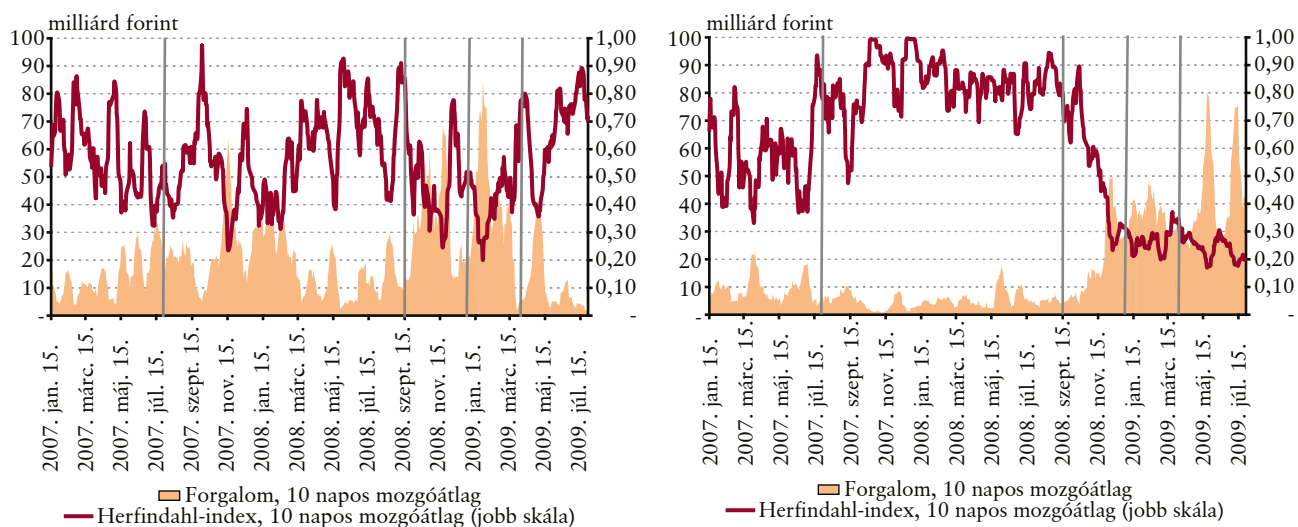 milliárd forint
100
90
80
70
60
50
40
30
20
10
-
1,00
0,90
0,80
0,70
0,60
0,50
0,40
0,30
0,20
0,10
-
2007. jan. 15.
2007. márc. 15.
2007. máj. 15.
2007. júl. 15.
2007. szept. 15.
2007. nov. 15.
2008. jan. 15.
2008. márc. 15.
2008. máj. 15.
2008. júl. 15.
2008. szept. 15.
2008. nov. 15.
2009. jan. 15.
2009. márc. 15.
2009. máj. 15.
2009. júl. 15.
Forgalom, 10 napos mozgóátlag
Herfindahl-index, 10 napos mozgóátlag (jobb skála)
milliárd forint
100
90
80
70
60
50
40
30
20
10
-
1,00
0,90
0,80
0,70
0,60
0,50
0,40
0,30
0,20
0,10
-
2007. jan. 15.
2007. márc. 15.
2007. máj. 15.
2007. júl. 15.
2007. szept. 15.
2007. nov. 15.
2008. jan. 15.
2008. márc. 15.
2008. máj. 15.
2008. júl. 15.
2008. szept. 15.
2008. nov. 15.
2009. jan. 15.
2009. márc. 15.
2009. máj. 15.
2009. júl. 15.
Forgalom, 10 napos mozgóátlag
Herfindahl-index, 10 napos mozgóátlag (jobb skála)